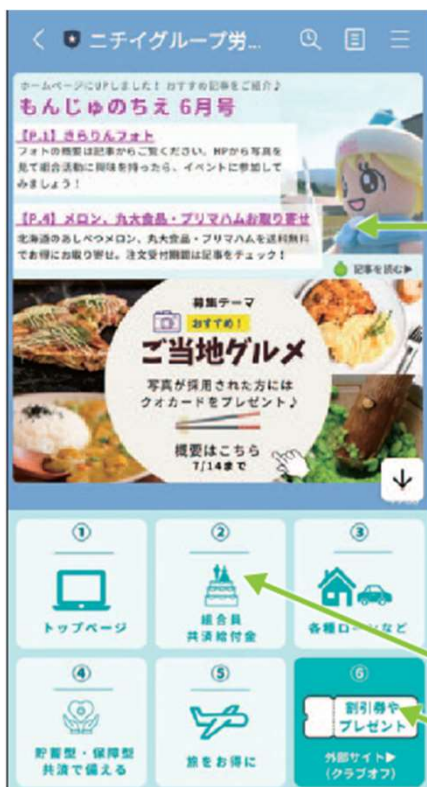 ニチイグループ労...
ホームページにUPしました！ おすすめ記事をご紹介♪
もんじゅのちえ 6月号
【P.1】きらりんフォト
フォトの概要は記事からご覧ください。HPから写真を
見て組合活動に興味を持ったら、イベントに参加して
みましょう！
【P.4】メロン、丸大食品・プリマハムお取り寄せ
北海道のあしべつメロン、丸大食品・プリマハムを送料無料
でお得にお取り寄せ。注文受付期間は記事をチェック！
記事を読む▶
募集テーマ
おすすめ！
ご当地グルメ
写真が採用された方には
クオカードをプレゼント♪
概要はこちら
7/14まで
①
トップページ
②
組合員
共済給付金
③
各種ローンなど
④
貯蓄型・保障型
共済で備える
⑤
旅をお得に
⑥
割引券や
プレゼント
外部サイト▶
(クラブオフ)